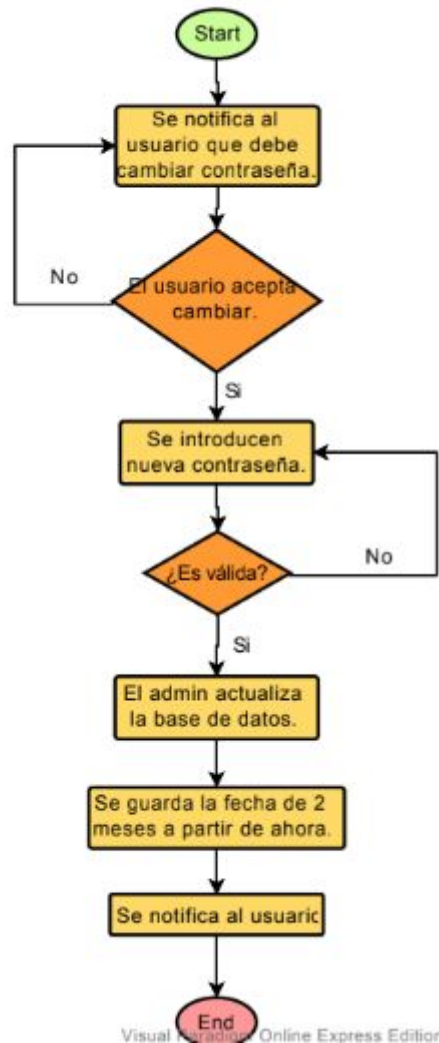 Start
Se notifica al
usuario que debe
cambiar contraseña.
No
El usuario acepta
cambiar.
Si
Se introducen
nueva contraseña.
No
¿Es válida?
Si
El admin actualiza
la base de datos.
Se guarda la fecha de 2
meses a partir de ahora.
Se notifica al usuario
End
Visual Paradigm Online Express Edition